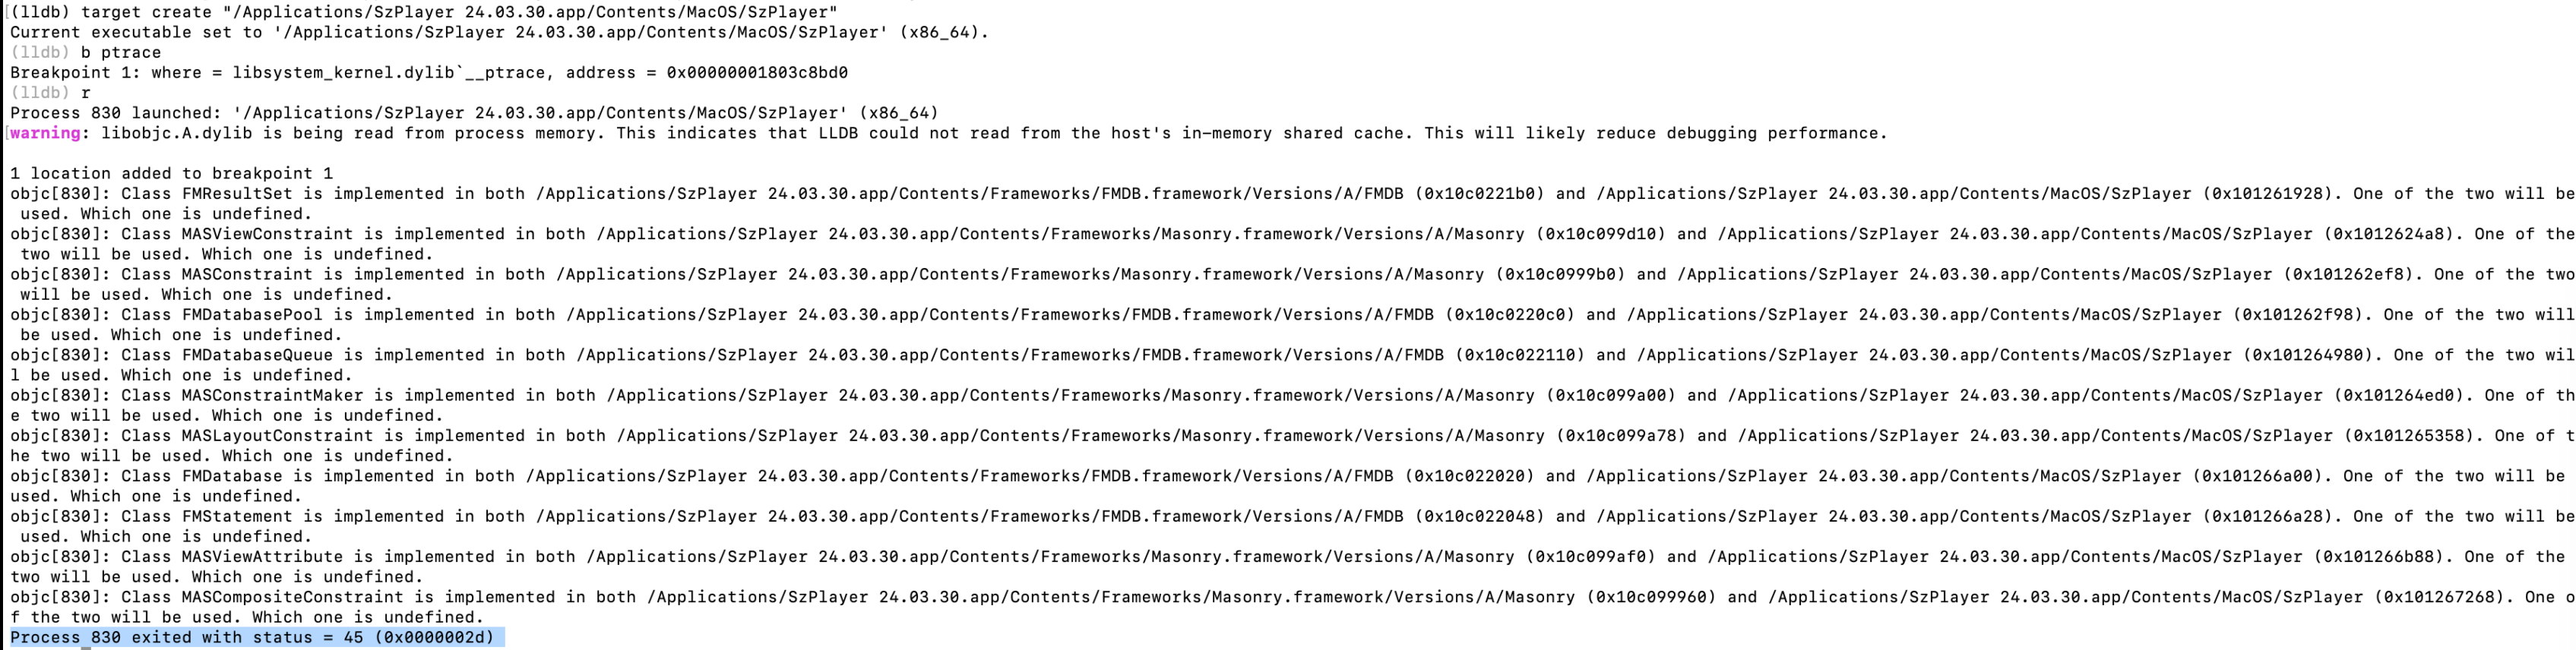 (lldb) target create "/Applications/SzPlayer 24.03.30.app/Contents/MacOS/SzPlayer"
Current executable set to '/Applications/SzPlayer 24.03.30.app/Contents/MacOS/SzPlayer' (x86_64).
(lldb) b ptrace
Breakpoint 1: where = libsystem_kernel.dylib`__ptrace, address = 0x00000001803c8bd0
(lldb) r
Process 830 launched: '/Applications/SzPlayer 24.03.30.app/Contents/MacOS/SzPlayer' (x86_64)
warning: libobjc.A.dylib is being read from process memory. This indicates that LLDB could not read from the host's in-memory shared cache. This will likely reduce debugging performance.
1 location added to breakpoint 1
objc[830]: Class FMResultSet is implemented in both /Applications/SzPlayer 24.03.30.app/Contents/Frameworks/FMDB.framework/Versions/A/FMDB (0x10c0221b0) and /Applications/SzPlayer 24.03.30.app/Contents/MacOS/SzPlayer (0x101261928). One of the two will be
used. Which one is undefined.
objc[830]: Class MASViewConstraint is implemented in both /Applications/SzPlayer 24.03.30.app/Contents/Frameworks/Masonry.framework/Versions/A/Masonry (0x10c099d10) and /Applications/SzPlayer 24.03.30.app/Contents/MacOS/SzPlayer (0x1012624a8). One of the
two will be used. Which one is undefined.
objc[830]: Class MASConstraint is implemented in both /Applications/SzPlayer 24.03.30.app/Contents/Frameworks/Masonry.framework/Versions/A/Masonry (0x10c0999b0) and /Applications/SzPlayer 24.03.30.app/Contents/MacOS/SzPlayer (0x101262ef8). One of the two
will be used. Which one is undefined.
objc[830]: Class FMDatabasePool is implemented in both /Applications/SzPlayer 24.03.30.app/Contents/Frameworks/FMDB.framework/Versions/A/FMDB (0x10c0220c0) and /Applications/SzPlayer 24.03.30.app/Contents/MacOS/SzPlayer (0x101262f98). One of the two will
be used. Which one is undefined.
objc[830]: Class FMDatabaseQueue is implemented in both /Applications/SzPlayer 24.03.30.app/Contents/Frameworks/FMDB.framework/Versions/A/FMDB (0x10c022110) and /Applications/SzPlayer 24.03.30.app/Contents/MacOS/SzPlayer (0x101264980). One of the two wil
l be used. Which one is undefined.
objc[830]: Class MASConstraintMaker is implemented in both /Applications/SzPlayer 24.03.30.app/Contents/Frameworks/Masonry.framework/Versions/A/Masonry (0x10c099a00) and /Applications/SzPlayer 24.03.30.app/Contents/MacOS/SzPlayer (0x101264ed0). One of th
e two will be used. Which one is undefined.
objc[830]: Class MASLayoutConstraint is implemented in both /Applications/SzPlayer 24.03.30.app/Contents/Frameworks/Masonry.framework/Versions/A/Masonry (0x10c099a78) and /Applications/SzPlayer 24.03.30.app/Contents/MacOS/SzPlayer (0x101265358). One of t
he two will be used. Which one is undefined.
objc[830]: Class FMDatabase is implemented in both /Applications/SzPlayer 24.03.30.app/Contents/Frameworks/FMDB.framework/Versions/A/FMDB (0x10c022020) and /Applications/SzPlayer 24.03.30.app/Contents/MacOS/SzPlayer (0x101266a00). One of the two will be
used. Which one is undefined.
objc[830]: Class FMStatement is implemented in both /Applications/SzPlayer 24.03.30.app/Contents/Frameworks/FMDB.framework/Versions/A/FMDB (0x10c022048) and /Applications/SzPlayer 24.03.30.app/Contents/MacOS/SzPlayer (0x101266a28). One of the two will be
used. Which one is undefined.
objc[830]: Class MASViewAttribute is implemented in both /Applications/SzPlayer 24.03.30.app/Contents/Frameworks/Masonry.framework/Versions/A/Masonry (0x10c099af0) and /Applications/SzPlayer 24.03.30.app/Contents/MacOS/SzPlayer (0x101266b88). One of the
two will be used. Which one is undefined.
objc[830]: Class MASCompositeConstraint is implemented in both /Applications/SzPlayer 24.03.30.app/Contents/Frameworks/Masonry.framework/Versions/A/Masonry (0x10c099960) and /Applications/SzPlayer 24.03.30.app/Contents/MacOS/SzPlayer (0x101267268). One o
f the two will be used. Which one is undefined.
Process 830 exited with status = 45 (0x0000002d)